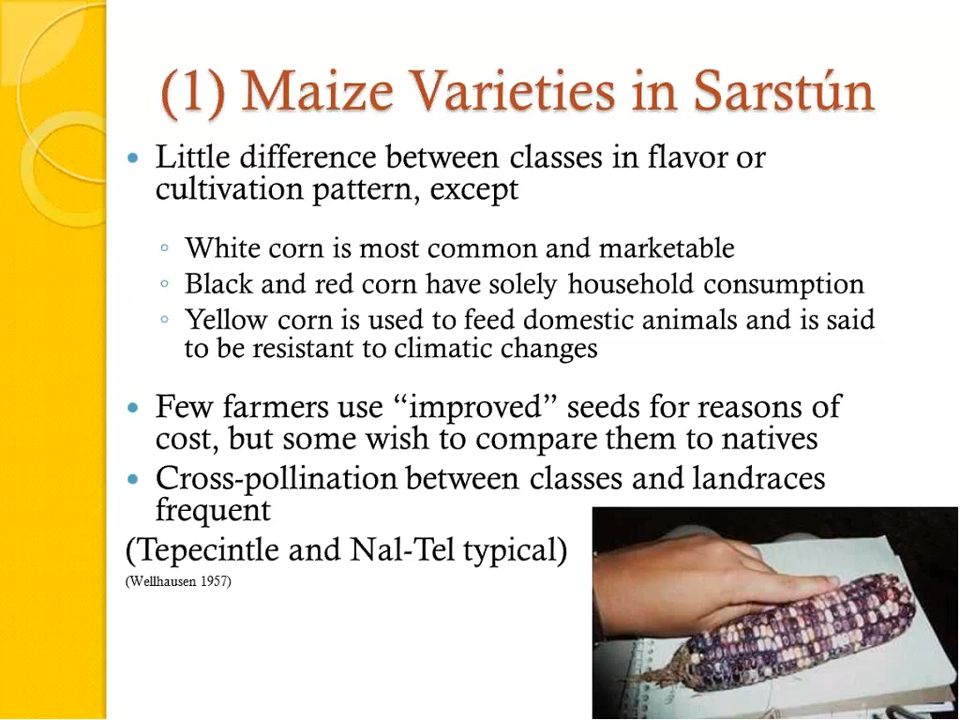 (1) Maize Varieties in Sarstún
• Little difference between classes in flavor or
cultivation pattern, except
◦ White corn is most common and marketable
◦ Black and red corn have solely household consumption
◦ Yellow corn is used to feed domestic animals and is said
to be resistant to climatic changes
• Few farmers use “improved” seeds for reasons of
cost, but some wish to compare them to natives
• Cross-pollination between classes and landraces
frequent
(Tepecintle and Nal-Tel typical)
(Wellhausen 1957)